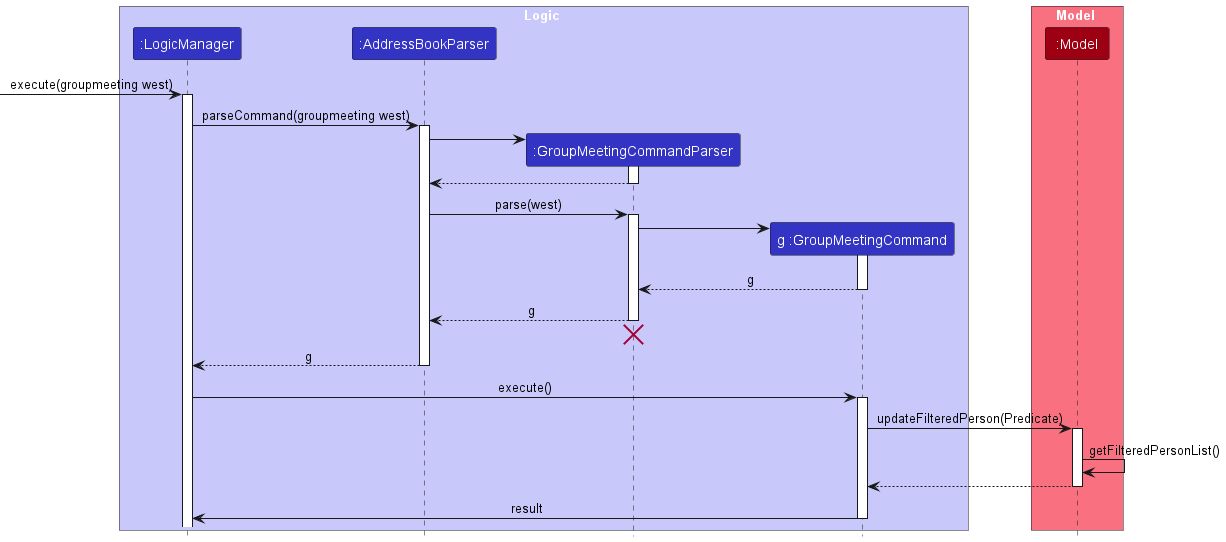 Logic
Model
:LogicManager
:AddressBookParser
:Model
execute(groupmeeting west)
parseCommand(groupmeeting west)
:GroupMeetingCommandParser
parse(west)
g :GroupMeetingCommand
g
g
g
execute()
updateFilteredPerson(Predicate)
getFilteredPersonList()
result